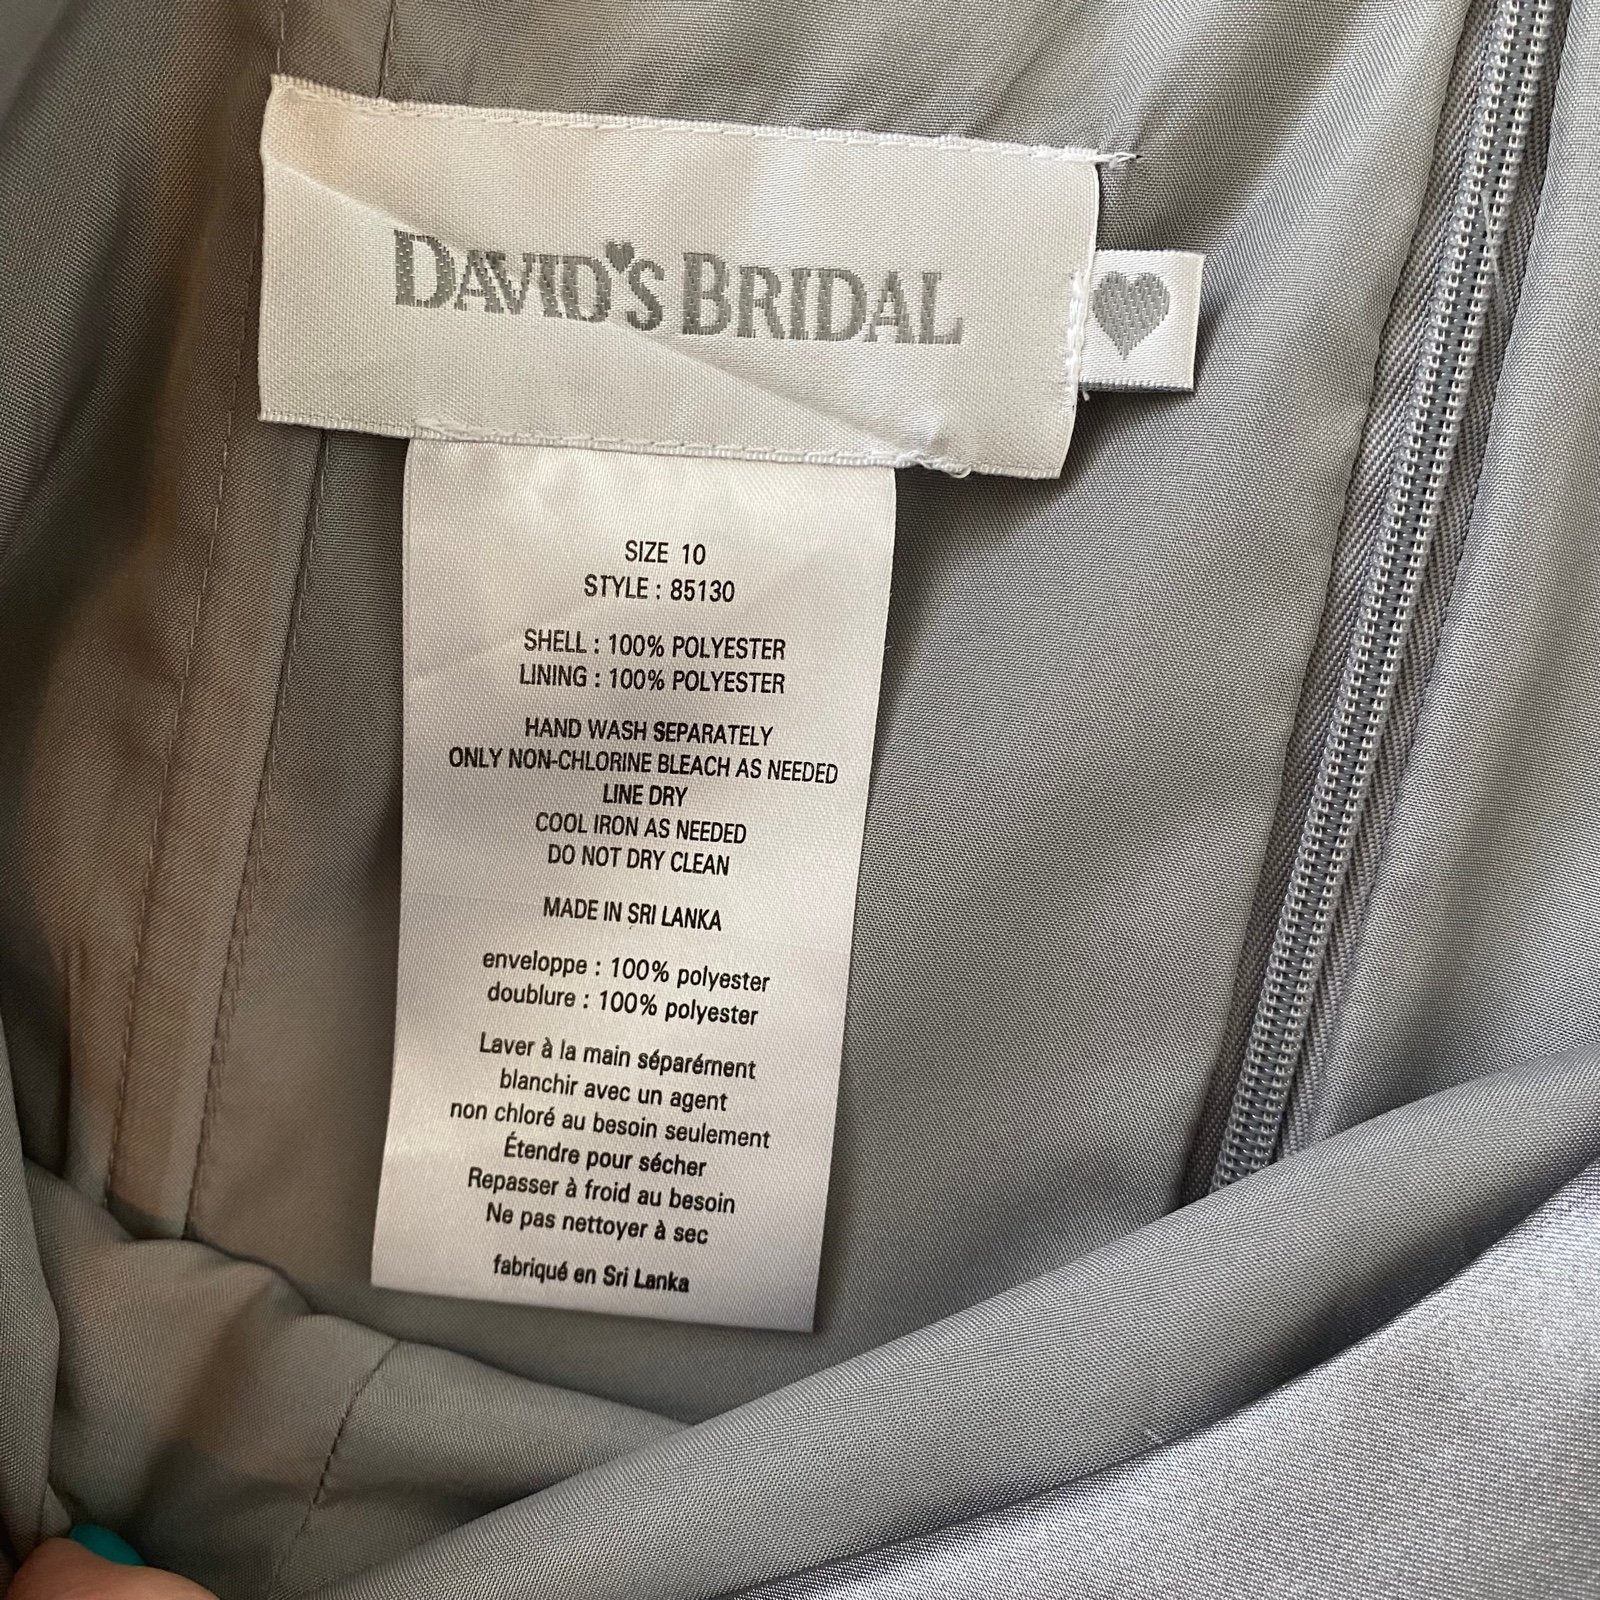 DAVID'S BRIDAL
SIZE 10
STYLE : 85130
SHELL : 100% POLYESTER
LINING : 100% POLYESTER
HAND WASH SEPARATELY
ONLY NON-CHLORINE BLEACH AS NEEDED
LINE DRY
COOL IRON AS NEEDED
DO NOT DRY CLEAN
MADE IN SRI LANKA
enveloppe : 100% polyester
doublure : 100% polyester
Laver à la main séparérnent
blanchir avec un agent
non chloré au besoin seulement
Étendre pour sécher
Repasser à froid au besoin
Ne pas nettoyer à sec
fabriqué en Sri Lanka